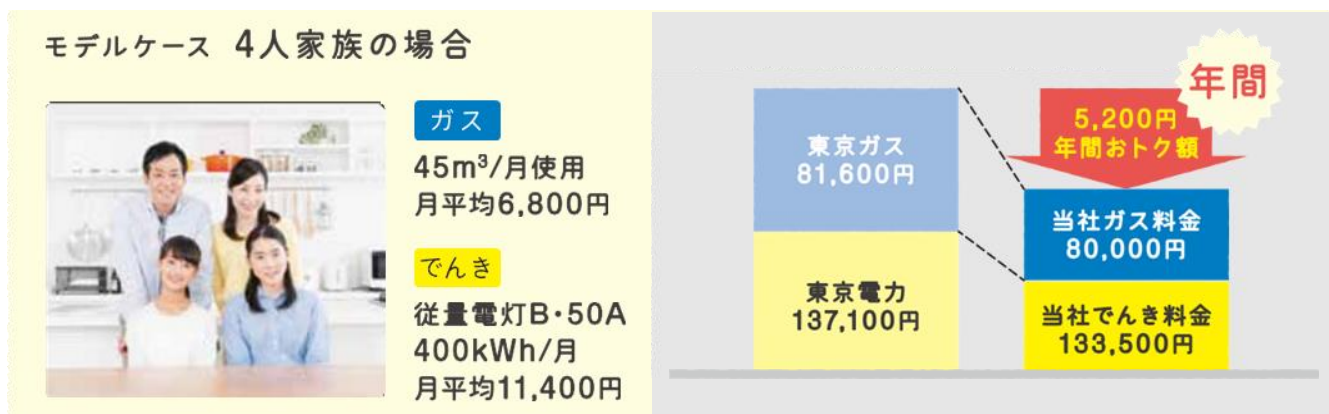 モデルケース 4人家族の場合
ガス
45m³/月使用
月平均6,800円
でんき
従量電灯B・50A
400kWh/月
月平均11,400円
年間
5,200円
年間おトク額
東京ガス
81,600円
東京電力
137,100円
当社ガス料金
80,000円
当社でんき料金
133,500円